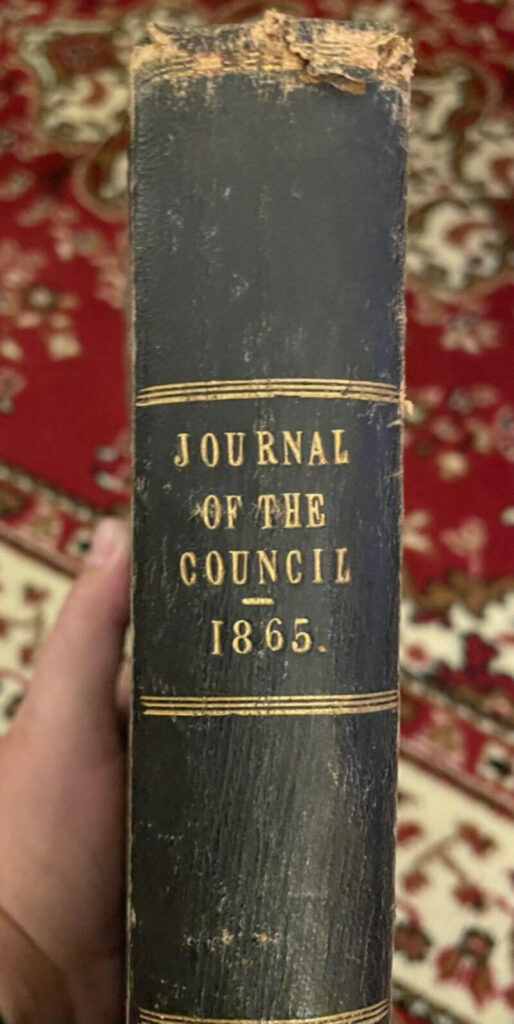 JOURNAL
OF THE
COUNCIL
1865.